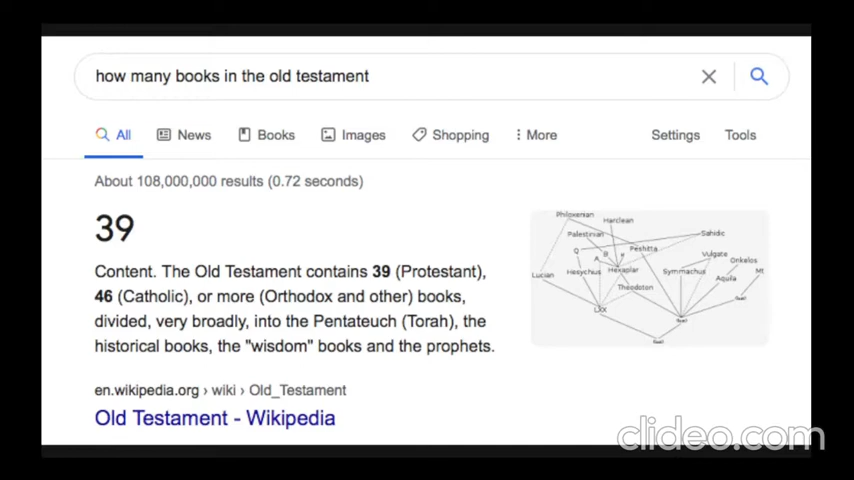 how many books in the old testament
All News Books Images Shopping More Settings Tools
About 108,000,000 results (0.72 seconds)
39
Content. The Old Testament contains 39 (Protestant),
46 (Catholic), or more (Orthodox and other) books,
divided, very broadly, into the Pentateuch (Torah), the
historical books, the "wisdom" books and the prophets.
en.wikipedia.org › wiki › Old_Testament
Old Testament - Wikipedia
Philoxenian
Harclean
Palestinian
Sahidic
Q
Peshitta
A B
Vulgate
Onkelos
Lucian
Hesychius
Hexaplar
Symmachus
Aquila
Mt
Theodotion
LXX
clideo.com